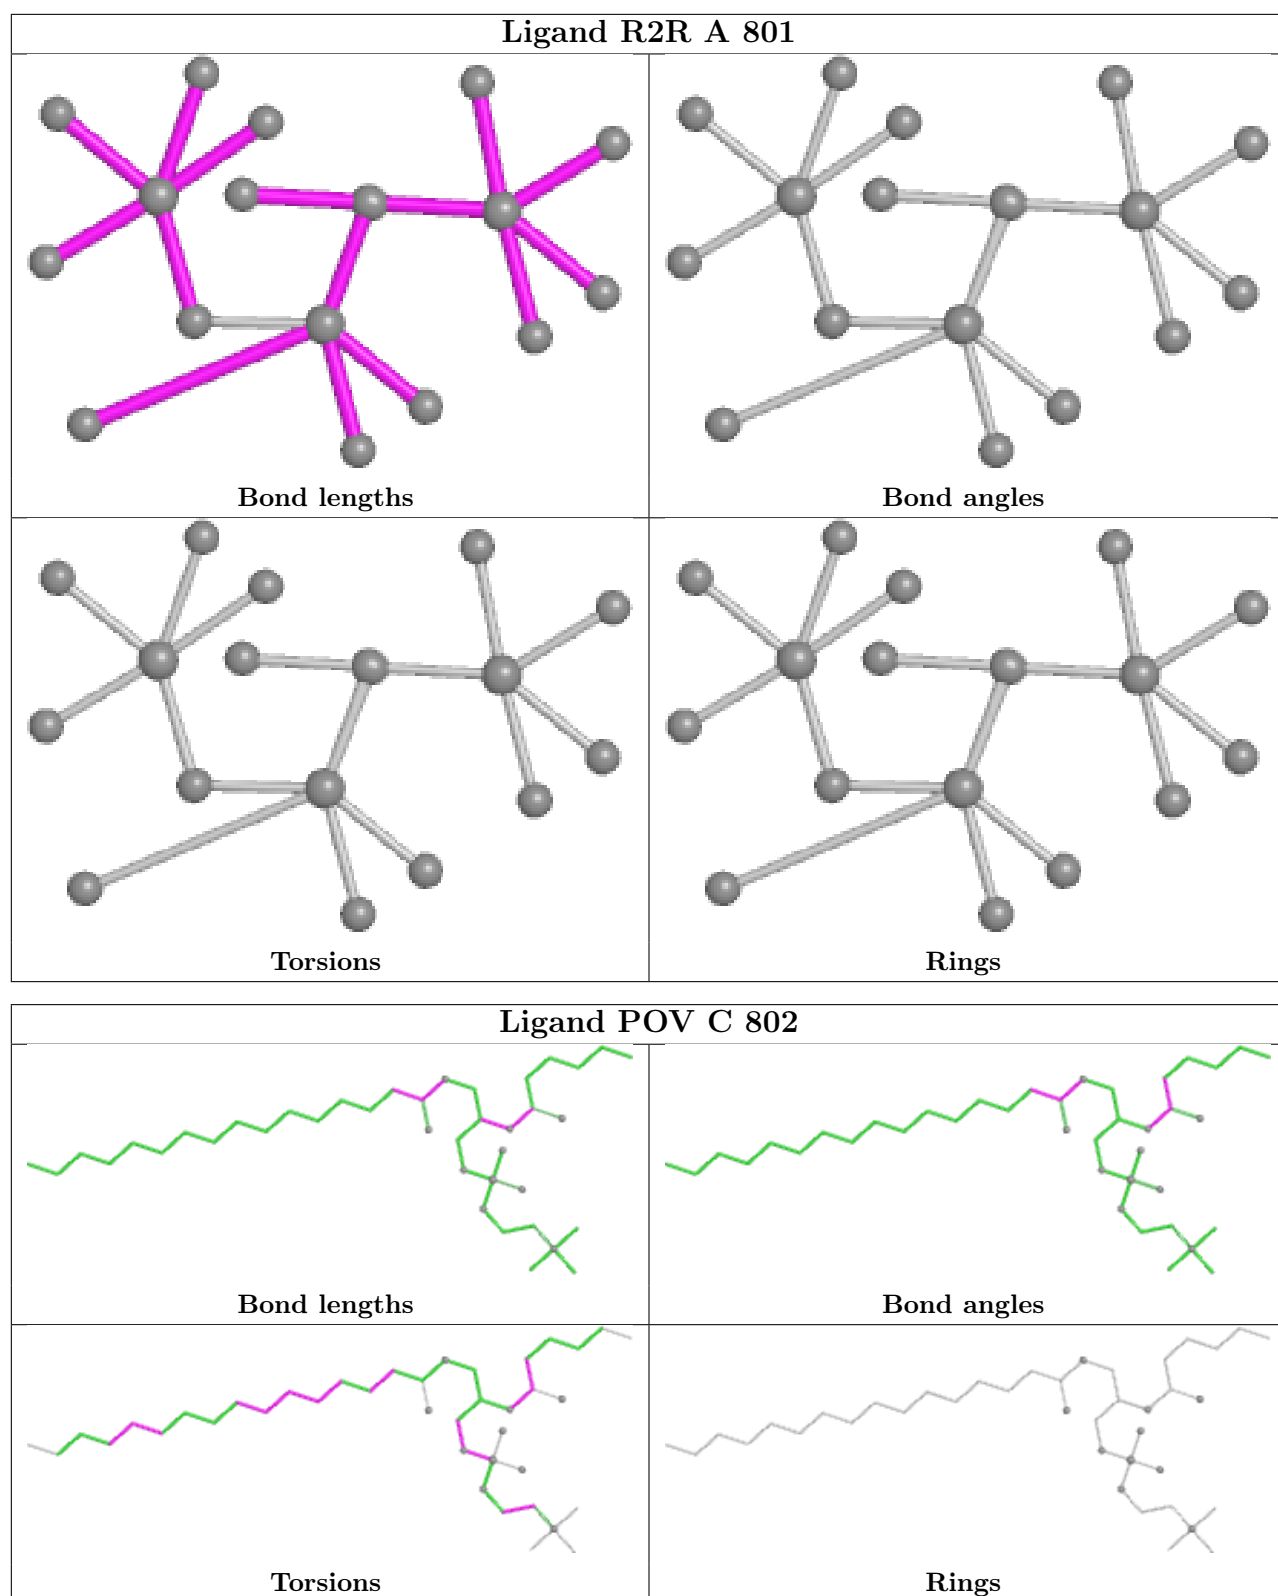 Ligand R2R A 801
Bond lengths
Bond angles
Torsions
Rings
Ligand POV C 802
Bond lengths
Bond angles
Torsions
Rings